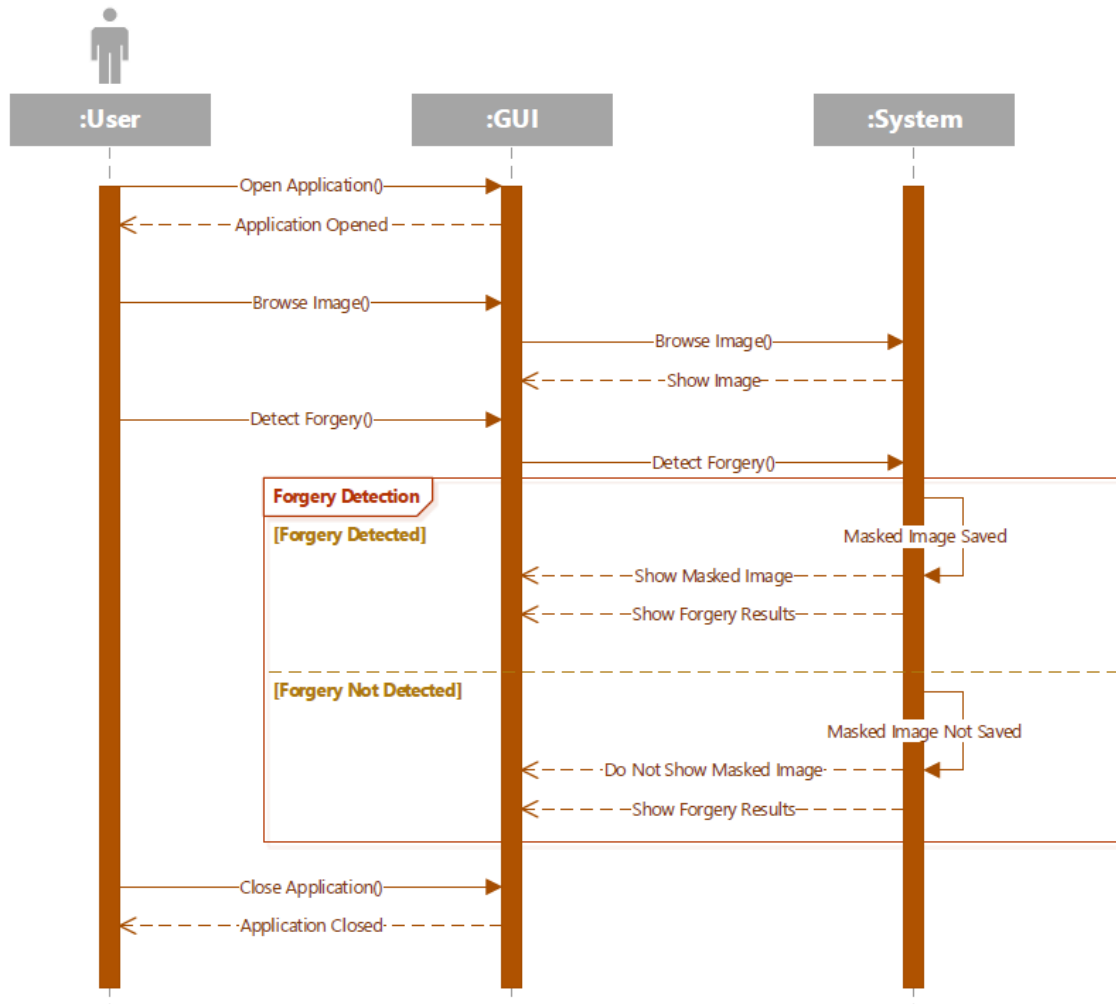 :User
:GUI
:System
Open Application()
Application Opened
Browse Image()
Browse Image()
Show Image
Detect Forgery()
Detect Forgery()
Forgery Detection
[Forgery Detected]
Masked Image Saved
Show Masked Image
Show Forgery Results
[Forgery Not Detected]
Masked Image Not Saved
Do Not Show Masked Image
Show Forgery Results
Close Application()
Application Closed